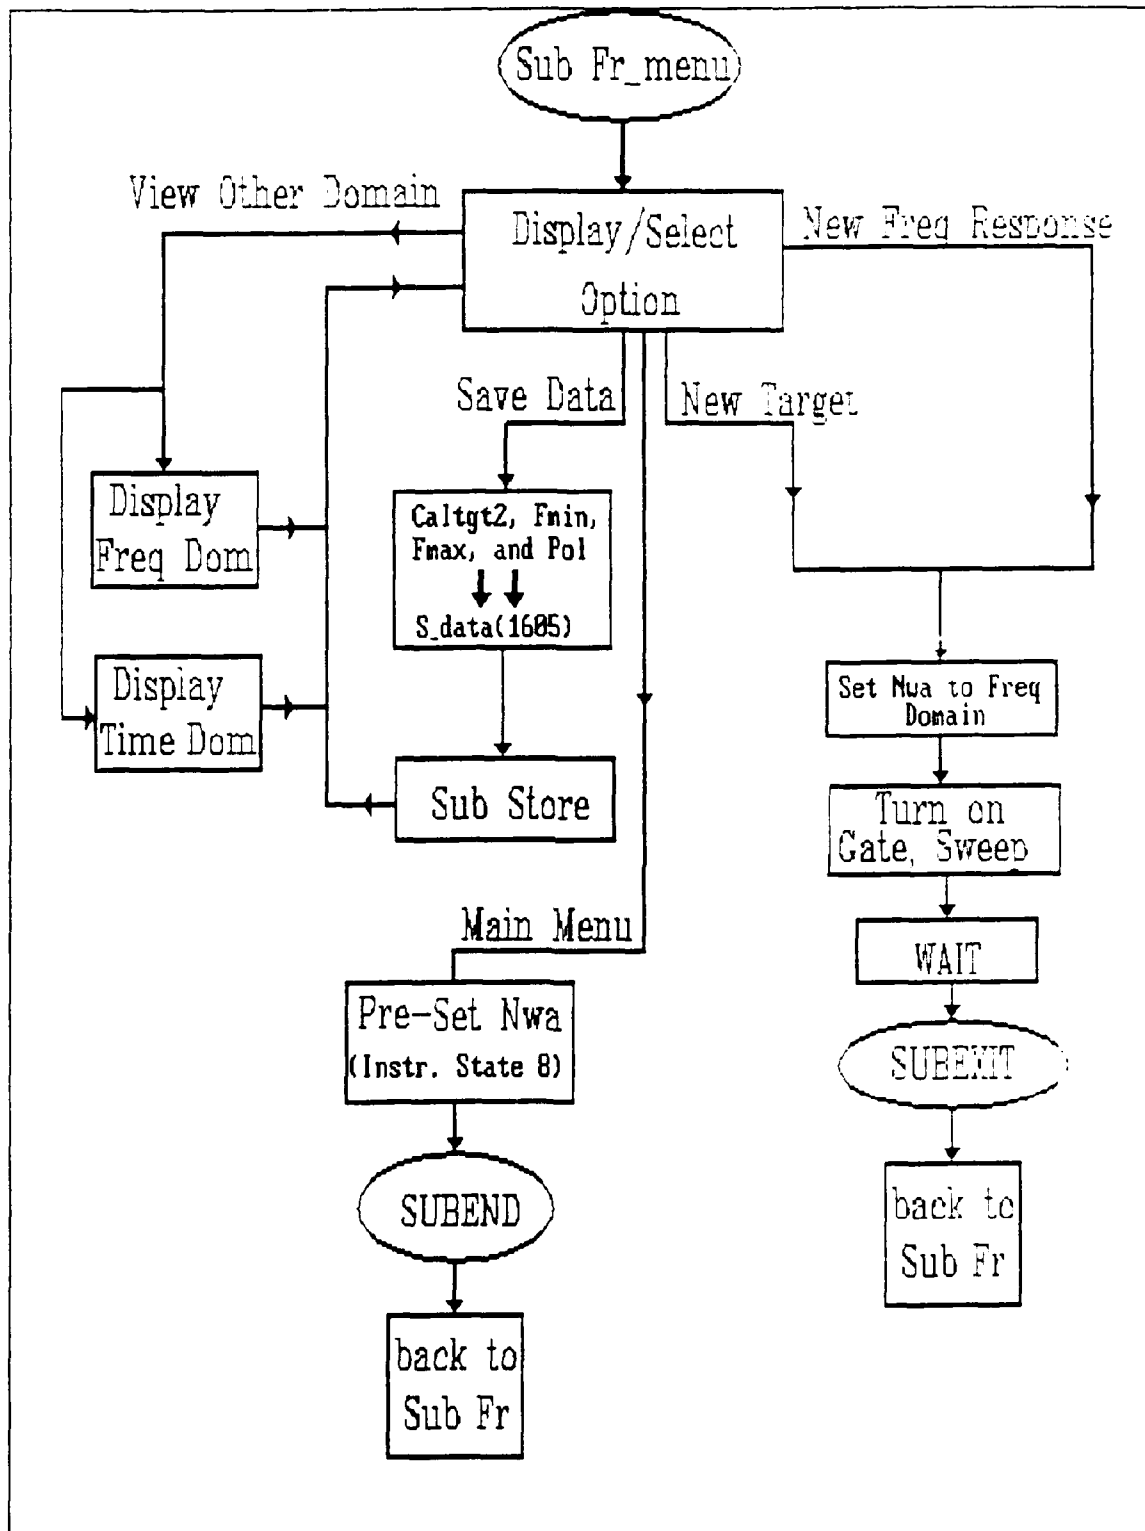 Sub Fr_menu
View Other Domain
Display/Select
Option
New Freq Response
Save Data
New Target
Display
Freq Dom
Caltgt2, Fmin,
Fmax, and Pol
S_data(1605)
Display
Time Dom
Set Nwa to Freq
Domain
Sub Store
Turn on
Gate, Sweep
Main Menu
WAIT
Pre-Set Nwa
(Instr. State 8)
SUBEXIT
SUBEND
back to
Sub Fr
back to
Sub Fr